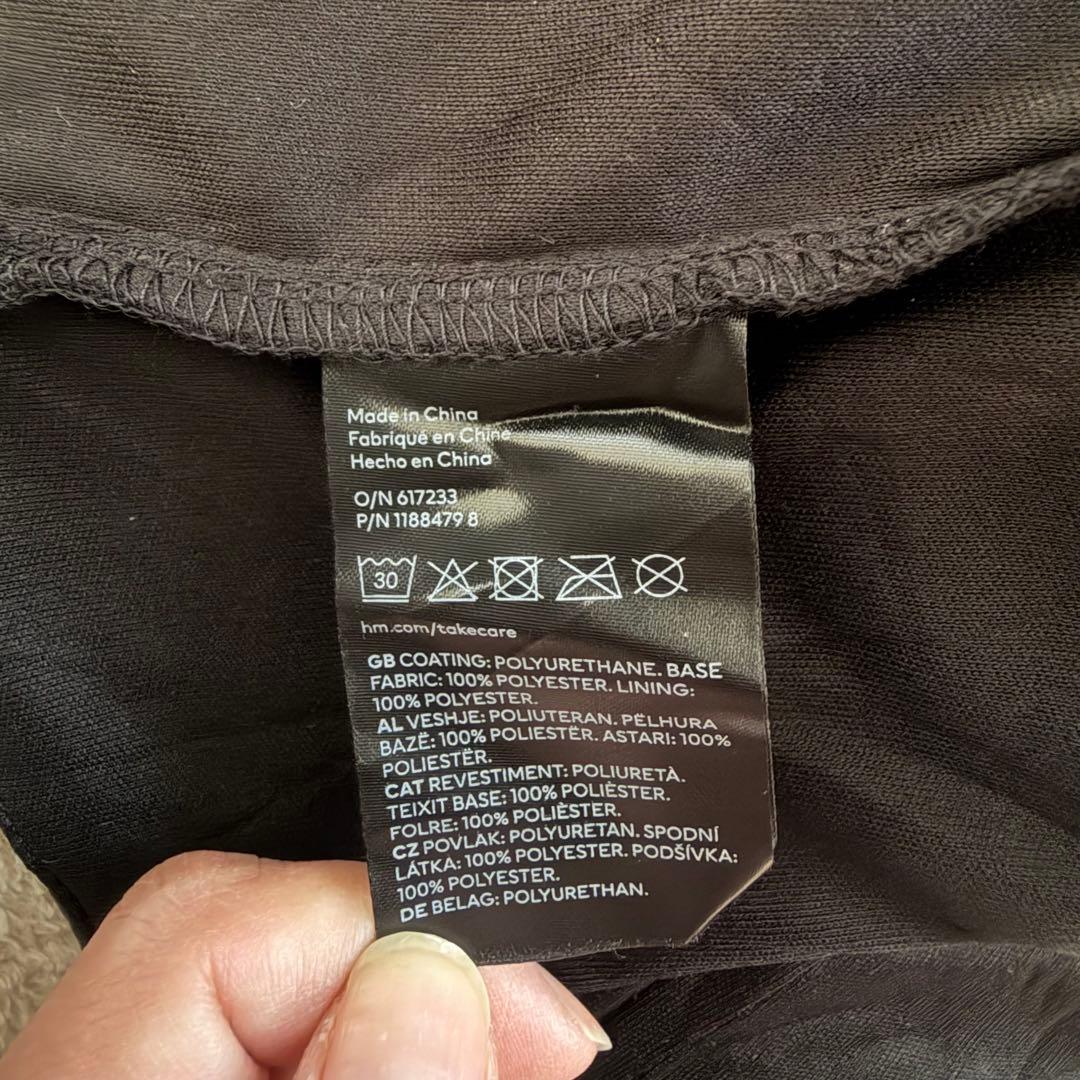 Made in China
Fabriqué en Chine
Hecho en China
O/N 617233
P/N 1188479 8
30
hm.com/takecare
GB COATING: POLYURETHANE. BASE
FABRIC: 100% POLYESTER. LINING:
100% POLYESTER.
AL VESHJE: POLIUTERAN. PËLHURA
BAZË: 100% POLIESTËR. ASTARI: 100%
POLIESTËR.
CAT REVESTIMENT: POLIURETÀ.
TEIXIT BASE: 100% POLIÈSTER.
FOLRE: 100% POLIÈSTER.
CZ POVLAK: POLYURETAN. SPODNÍ
LÁTKA: 100% POLYESTER. PODŠÍVKA:
100% POLYESTER.
DE BELAG: POLYURETHAN.